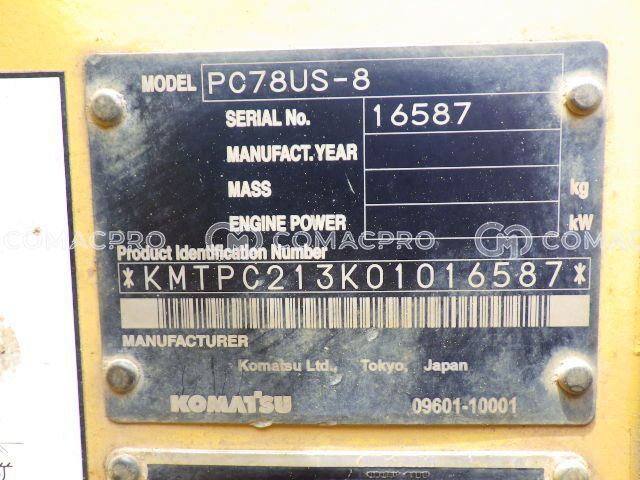 MODEL PC78US-8
SERIAL No. 16587
MANUFACT.YEAR
MASS kg
ENGINE POWER kW
COMACPRO COMACPRO COMACPRO
Product Identification Number
*KMTPC213K01016587*
MANUFACTURER
Komatsu Ltd., Tokyo, Japan
KOMATSU 09601-10001